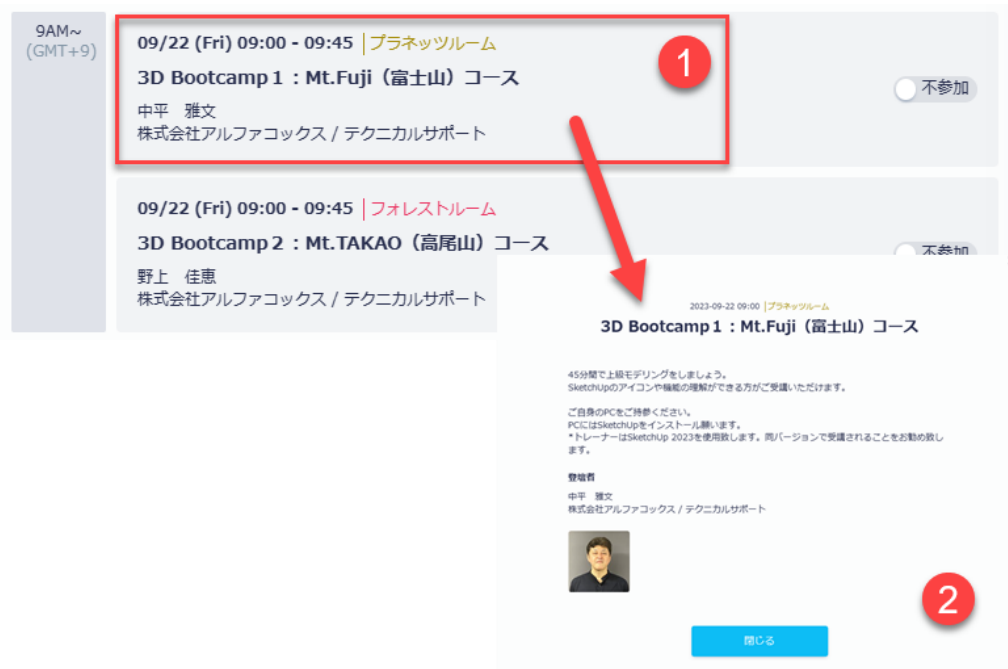 9AM~
(GMT+9)
09/22 (Fri) 09:00 - 09:45 | プラネッツルーム
3D Bootcamp 1 : Mt.Fuji（富士山）コース
中平　雅文
株式会社アルファコックス / テクニカルサポート
1
不参加
09/22 (Fri) 09:00 - 09:45 | フォレストルーム
3D Bootcamp 2 : Mt.TAKAO（高尾山）コース
野上　佳恵
株式会社アルファコックス / テクニカルサポート
不参加
2023-09-22 09:00 | プラネッツルーム
3D Bootcamp 1 : Mt.Fuji（富士山）コース
45分間で上級モデリングをしましょう。
SketchUpのアイコンや機能の理解ができる方がご受講いただけます。
ご自身のPCをご持参ください。
PCにはSketchUpをインストール願います。
*トレーナーはSketchUp 2023を使用致します。同バージョンで受講されることをお勧め致し
ます。
登壇者
中平　雅文
株式会社アルファコックス / テクニカルサポート
2
閉じる